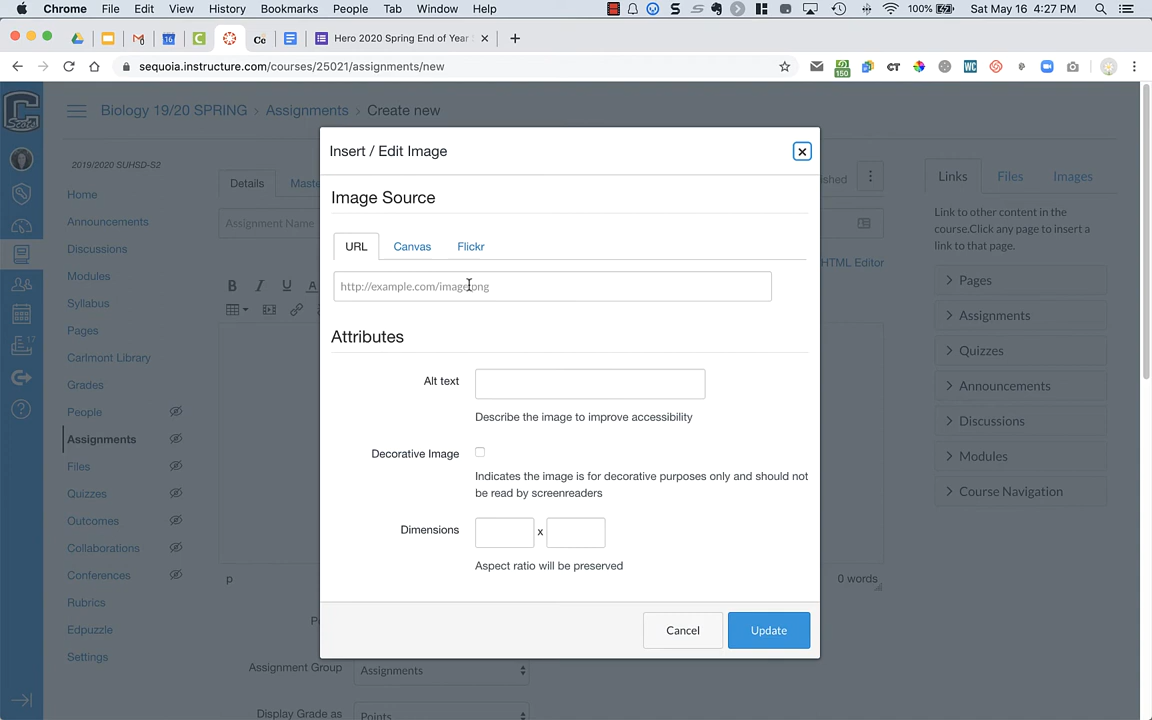 Chrome File Edit View History Bookmarks People Tab Window Help 100% Sat May 16 4:27 PM
Hero 2020 Spring End of Year
sequoia.instructure.com/courses/25021/assignments/new
Biology 19/20 SPRING > Assignments > Create new
2019/2020 SUHSD-S2
Home
Announcements
Discussions
Modules
Syllabus
Pages
Carlmont Library
Grades
People
Assignments
Files
Quizzes
Outcomes
Collaborations
Conferences
Rubrics
Edpuzzle
Settings
Details
Assignment Name
HTML Editor
p
0 words
Assignment Group
Assignments
Display Grade as
Points
Insert / Edit Image
Image Source
URL Canvas Flickr
http://example.com/image.png
Attributes
Alt text
Describe the image to improve accessibility
Decorative Image
Indicates the image is for decorative purposes only and should not
be read by screenreaders
Dimensions
x
Aspect ratio will be preserved
Cancel Update
Links Files Images
Link to other content in the
course.Click any page to insert a
link to that page.
Pages
Assignments
Quizzes
Announcements
Discussions
Modules
Course Navigation